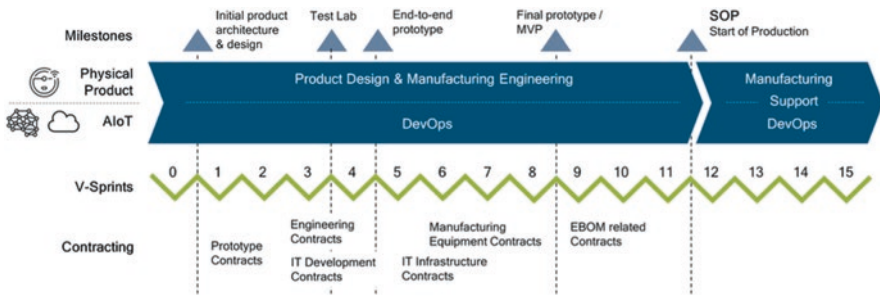 Milestones
Initial product
architecture
& design
Test Lab
End-to-end
prototype
Final prototype /
MVP
SOP
Start of Production
Physical
Product
AIoT
Product Design & Manufacturing Engineering
DevOps
Manufacturing
Support
DevOps
V-Sprints
0 1 2 3 4 5 6 7 8 9 10 11 12 13 14 15
Contracting
Prototype
Contracts
Engineering
Contracts
IT Development
Contracts
Manufacturing
Equipment Contracts
IT Infrastructure
Contracts
EBOM related
Contracts